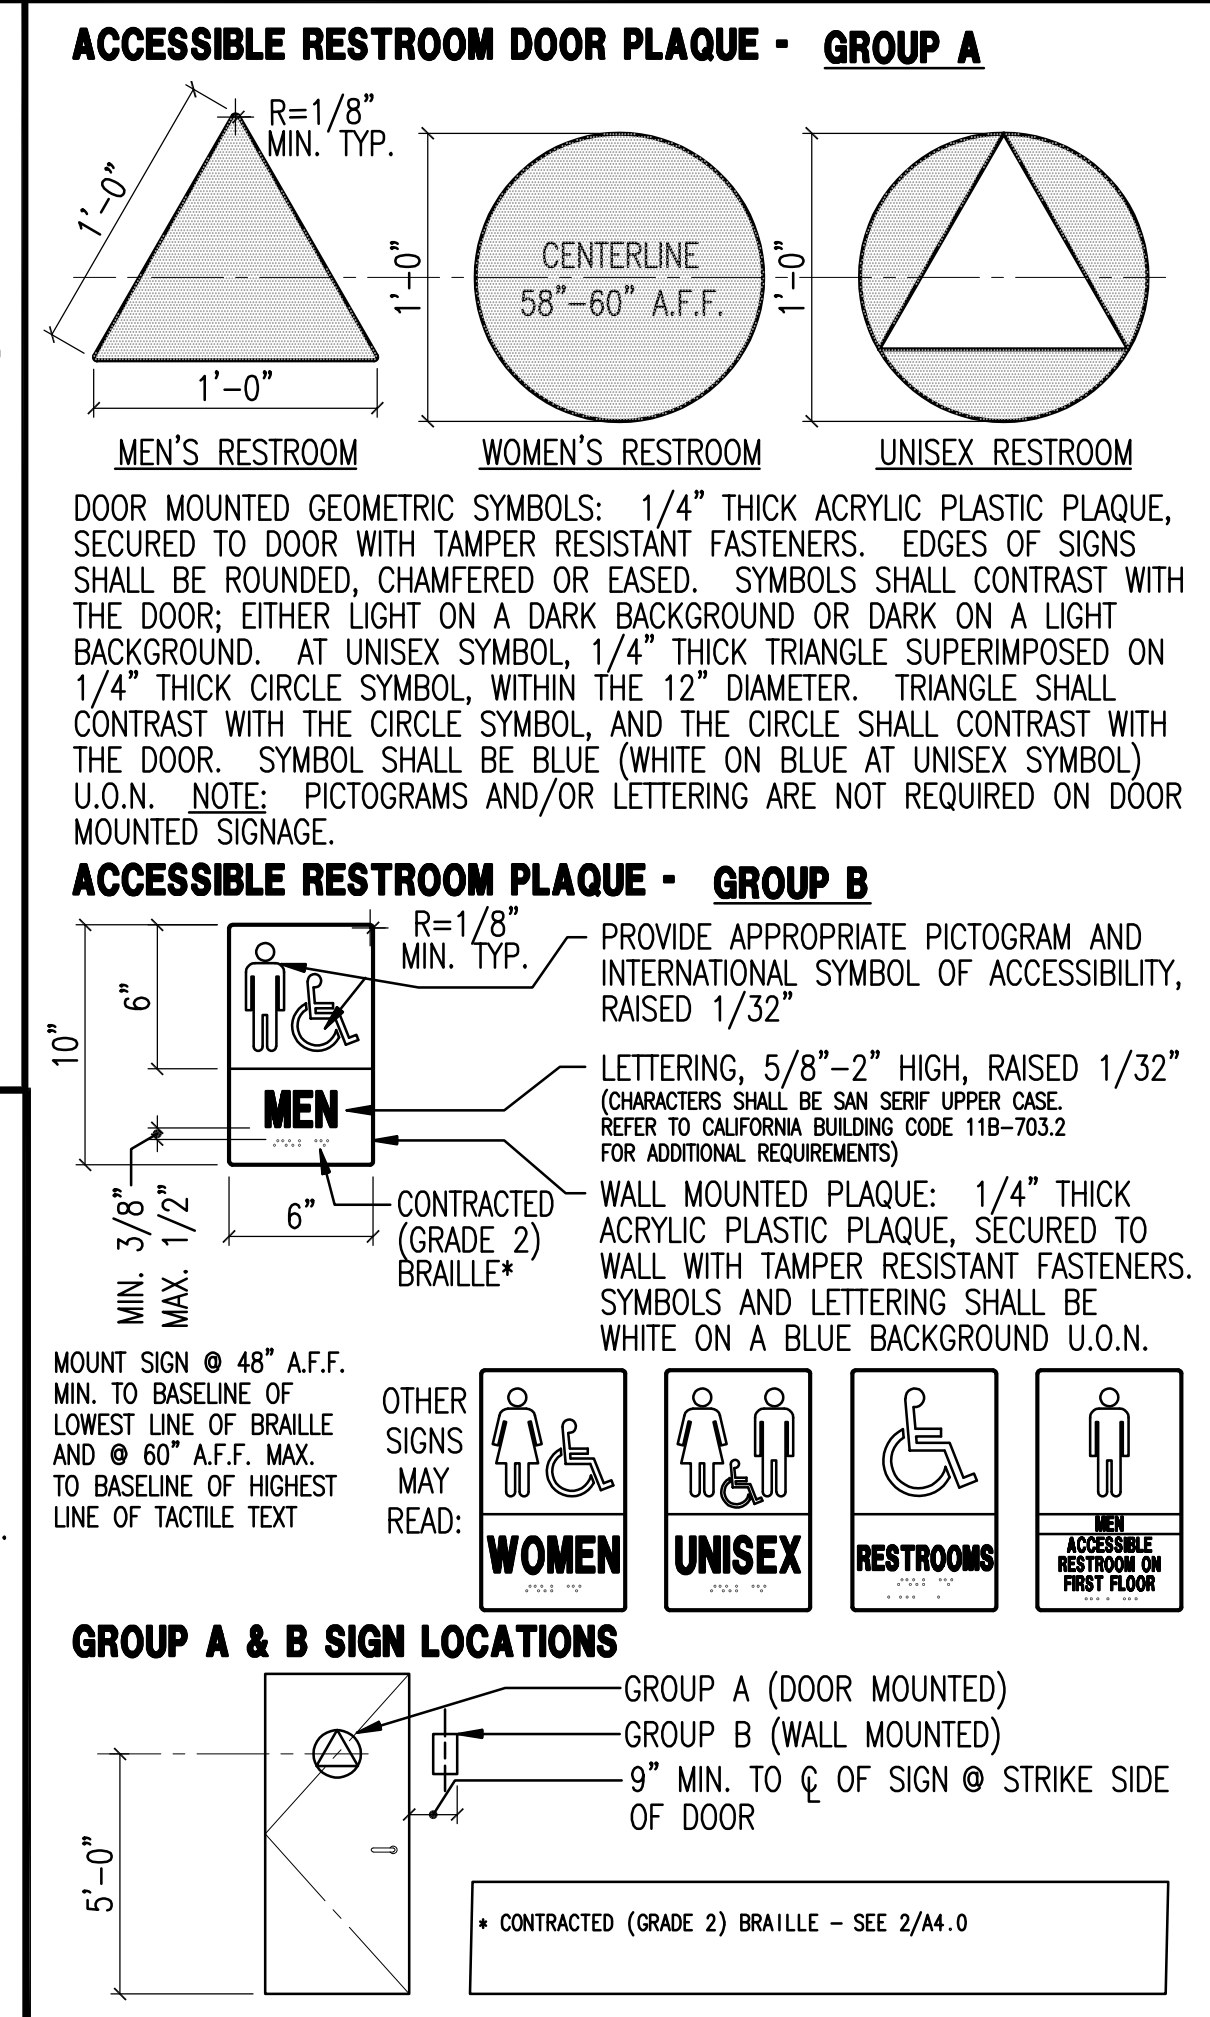 ACCESSIBLE RESTROOM DOOR PLAQUE - GROUP A
R=1/8"
MIN. TYP.
1'-0"
1'-0"
CENTERLINE
58"-60" A.F.F.
1'-0"
1'-0"
MEN'S RESTROOM
WOMEN'S RESTROOM
UNISEX RESTROOM
DOOR MOUNTED GEOMETRIC SYMBOLS: 1/4" THICK ACRYLIC PLASTIC PLAQUE,
SECURED TO DOOR WITH TAMPER RESISTANT FASTENERS. EDGES OF SIGNS
SHALL BE ROUNDED, CHAMFERED OR EASED. SYMBOLS SHALL CONTRAST WITH
THE DOOR; EITHER LIGHT ON A DARK BACKGROUND OR DARK ON A LIGHT
BACKGROUND. AT UNISEX SYMBOL, 1/4" THICK TRIANGLE SUPERIMPOSED ON
1/4" THICK CIRCLE SYMBOL, WITHIN THE 12" DIAMETER. TRIANGLE SHALL
CONTRAST WITH THE CIRCLE SYMBOL, AND THE CIRCLE SHALL CONTRAST WITH
THE DOOR. SYMBOL SHALL BE BLUE (WHITE ON BLUE AT UNISEX SYMBOL)
U.O.N. NOTE: PICTOGRAMS AND/OR LETTERING ARE NOT REQUIRED ON DOOR
MOUNTED SIGNAGE.
ACCESSIBLE RESTROOM PLAQUE - GROUP B
R=1/8"
MIN. TYP.
6"
10"
MEN
MIN. 3/8"
MAX. 1/2"
6"
CONTRACTED
(GRADE 2)
BRAILLE*
PROVIDE APPROPRIATE PICTOGRAM AND
INTERNATIONAL SYMBOL OF ACCESSIBILITY,
RAISED 1/32"
LETTERING, 5/8"-2" HIGH, RAISED 1/32"
(CHARACTERS SHALL BE SAN SERIF UPPER CASE.
REFER TO CALIFORNIA BUILDING CODE 11B-703.2
FOR ADDITIONAL REQUIREMENTS)
WALL MOUNTED PLAQUE: 1/4" THICK
ACRYLIC PLASTIC PLAQUE, SECURED TO
WALL WITH TAMPER RESISTANT FASTENERS.
SYMBOLS AND LETTERING SHALL BE
WHITE ON A BLUE BACKGROUND U.O.N.
MOUNT SIGN @ 48" A.F.F.
MIN. TO BASELINE OF
LOWEST LINE OF BRAILLE
AND @ 60" A.F.F. MAX.
TO BASELINE OF HIGHEST
LINE OF TACTILE TEXT
OTHER
SIGNS
MAY
READ:
WOMEN
UNISEX
RESTROOMS
MEN
ACCESSIBLE
RESTROOM ON
FIRST FLOOR
GROUP A & B SIGN LOCATIONS
GROUP A (DOOR MOUNTED)
GROUP B (WALL MOUNTED)
9" MIN. TO ℄ OF SIGN @ STRIKE SIDE
OF DOOR
5'-0"
* CONTRACTED (GRADE 2) BRAILLE - SEE 2/A4.0